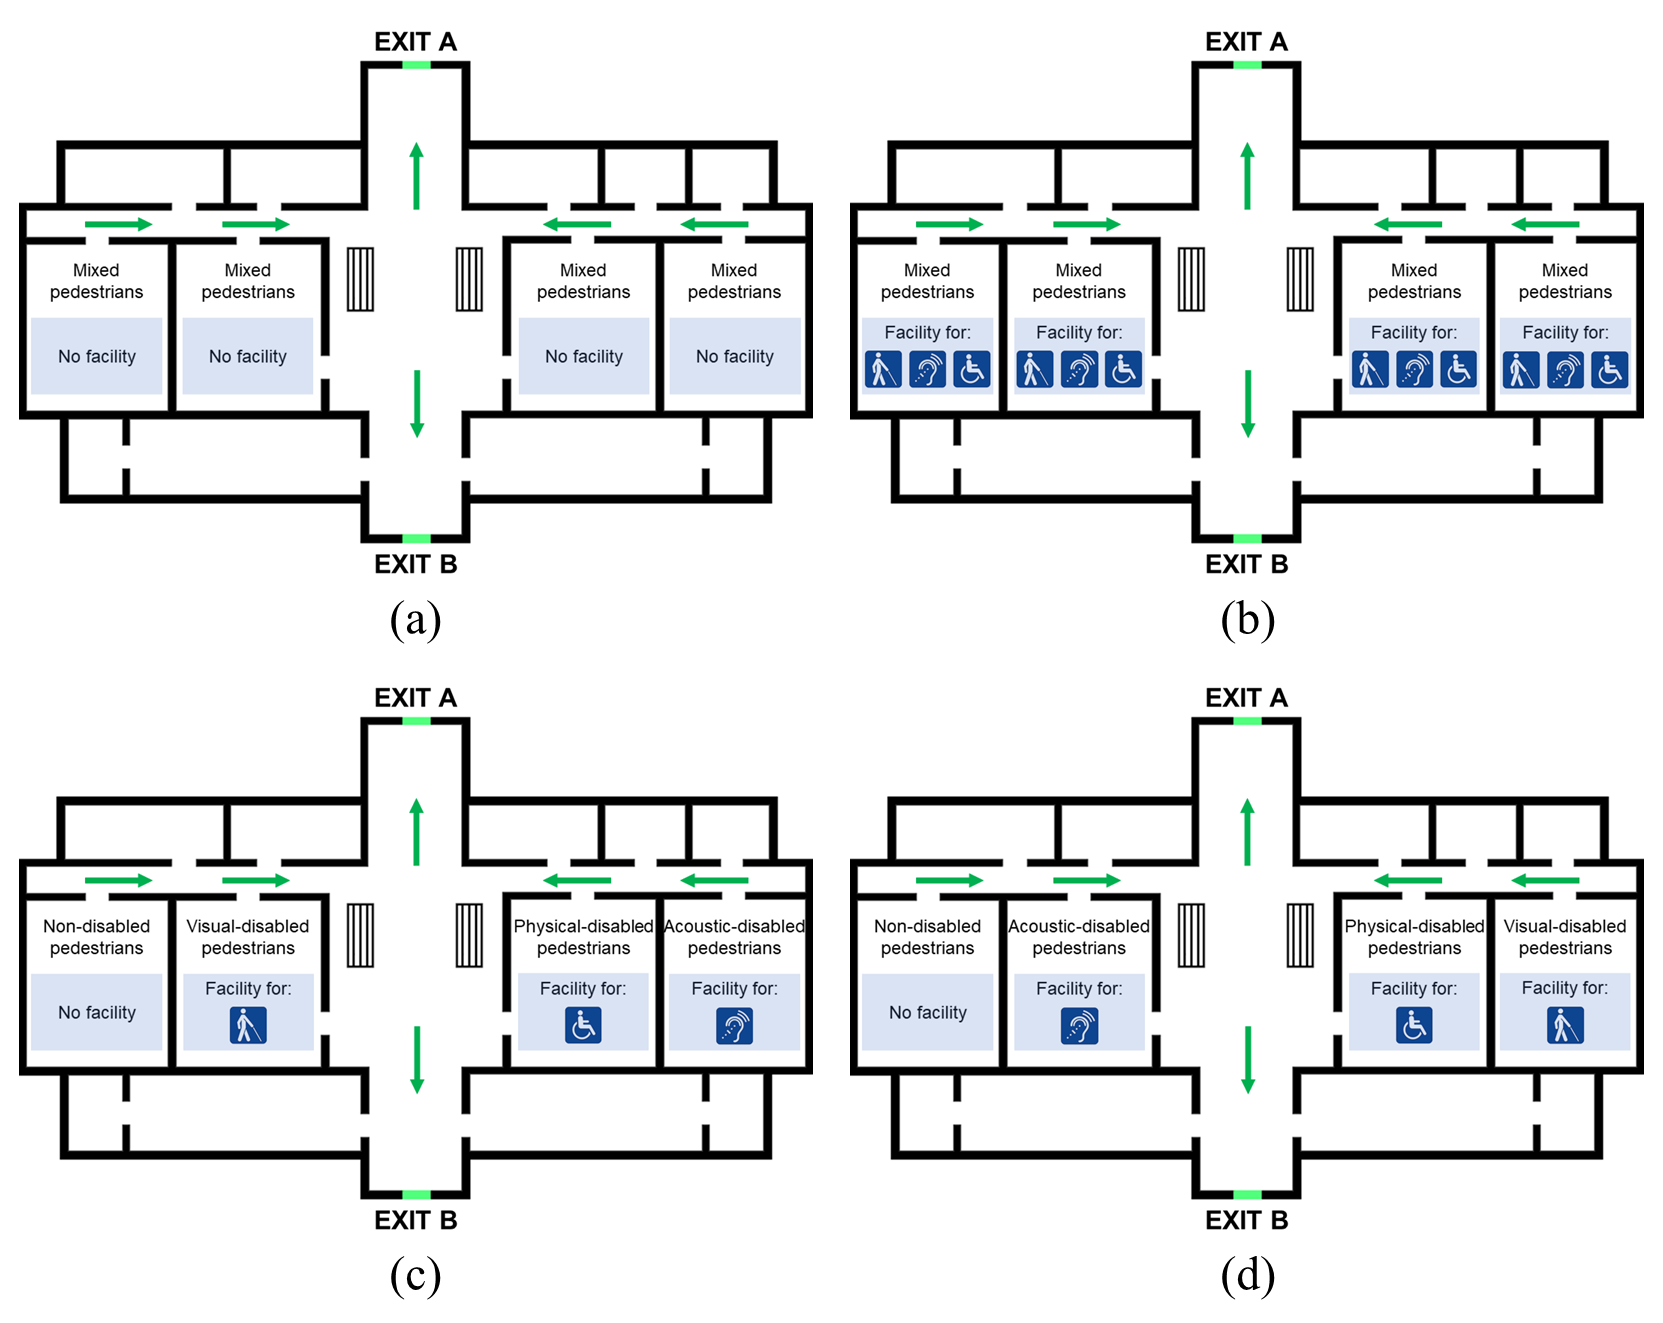 EXIT A
Mixed
pedestrians
No facility
Mixed
pedestrians
No facility
Mixed
pedestrians
No facility
Mixed
pedestrians
No facility
EXIT B
(a)
EXIT A
Mixed
pedestrians
Facility for:
Mixed
pedestrians
Facility for:
Mixed
pedestrians
Facility for:
Mixed
pedestrians
Facility for:
EXIT B
(b)
EXIT A
Non-disabled
pedestrians
No facility
Visual-disabled
pedestrians
Facility for:
Physical-disabled
pedestrians
Facility for:
Acoustic-disabled
pedestrians
Facility for:
EXIT B
(c)
EXIT A
Non-disabled
pedestrians
No facility
Acoustic-disabled
pedestrians
Facility for:
Physical-disabled
pedestrians
Facility for:
Visual-disabled
pedestrians
Facility for:
EXIT B
(d)